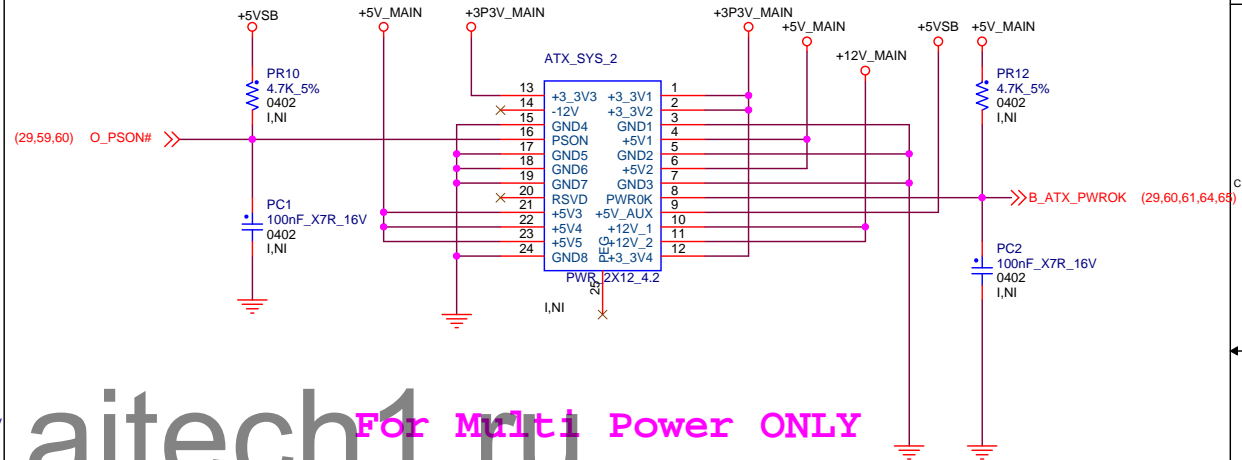 +5VSB
+5V_MAIN
+3P3V_MAIN
+3P3V_MAIN
+5V_MAIN
+12V_MAIN
+5VSB
+5V_MAIN
ATX_SYS_2
PR10
4.7K_5%
0402
I,NI
PR12
4.7K_5%
0402
I,NI
13 +3_3V3 +3_3V1 1
14 -12V +3_3V2 2
15 GND4 GND1 3
16 PSON +5V1 4
17 GND5 GND2 5
18 GND6 +5V2 6
19 GND7 GND3 7
20 RSVD PWR0K 8
21 +5V3 +5V_AUX 9
22 +5V4 +12V_1 10
23 +5V5 +12V_2 11
24 GND8 +3_3V4 12
PEG
25
PWR_2X12_4.2
I,NI
(29,59,60) O_PSON#
B_ATX_PWROK (29,60,61,64,65)
C
PC1
100nF_X7R_16V
0402
I,NI
PC2
100nF_X7R_16V
0402
I,NI
For Multi Power ONLY
aitech1.ru